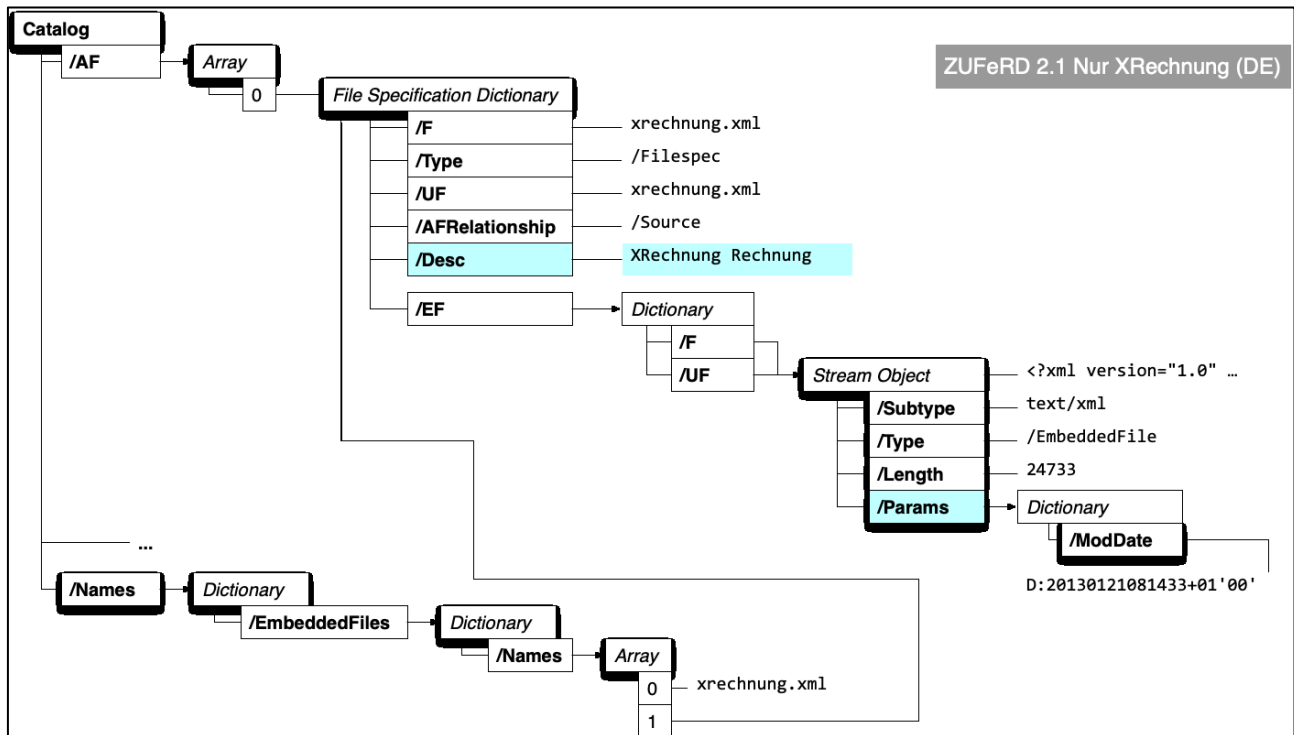 Catalog
/AF
Array
0
ZUFeRD 2.1 Nur XRechnung (DE)
File Specification Dictionary
/F
xrechnung.xml
/Type
/Filespec
/UF
xrechnung.xml
/AFRelationship
/Source
/Desc
XRechnung Rechnung
/EF
Dictionary
/F
/UF
Stream Object
<?xml version="1.0" …
/Subtype
text/xml
/Type
/EmbeddedFile
/Length
24733
/Params
Dictionary
/ModDate
D:20130121081433+01'00'
...
/Names
Dictionary
/EmbeddedFiles
Dictionary
/Names
Array
0
xrechnung.xml
1